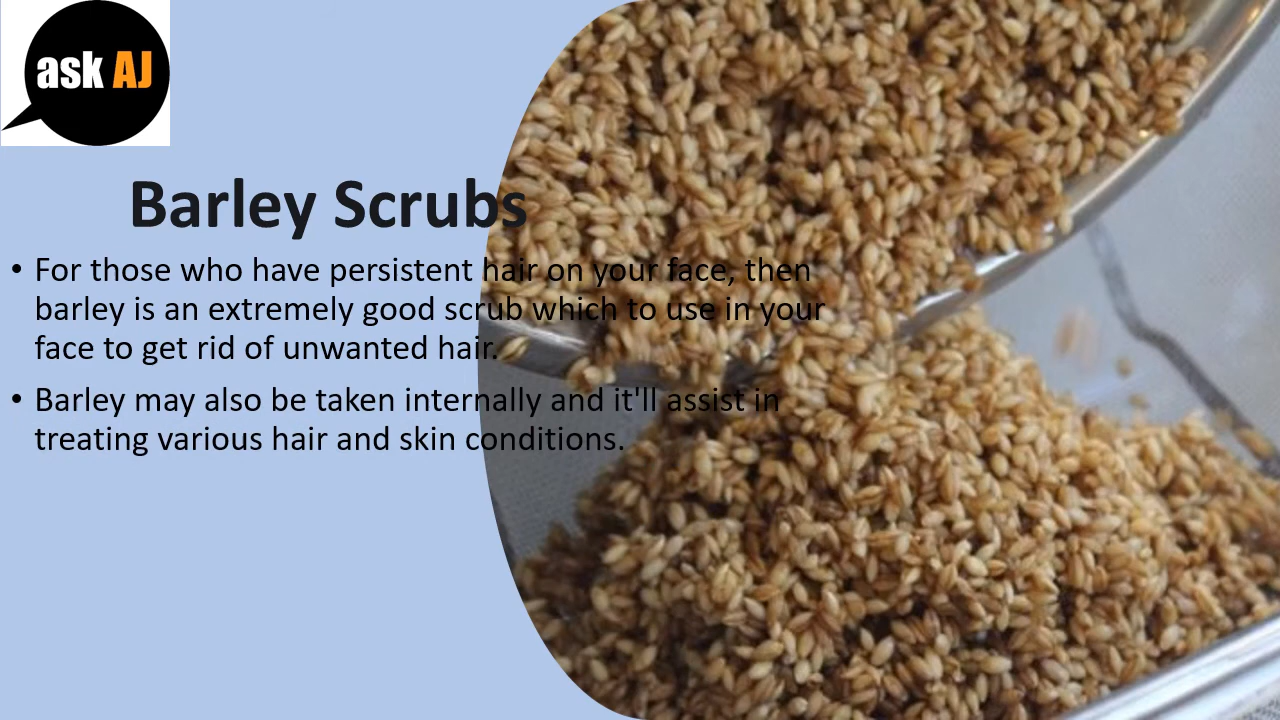 ask AJ
Barley Scrubs
• For those who have persistent hair on your face, then
barley is an extremely good scrub which to use in your
face to get rid of unwanted hair.
• Barley may also be taken internally and it'll assist in
treating various hair and skin conditions.